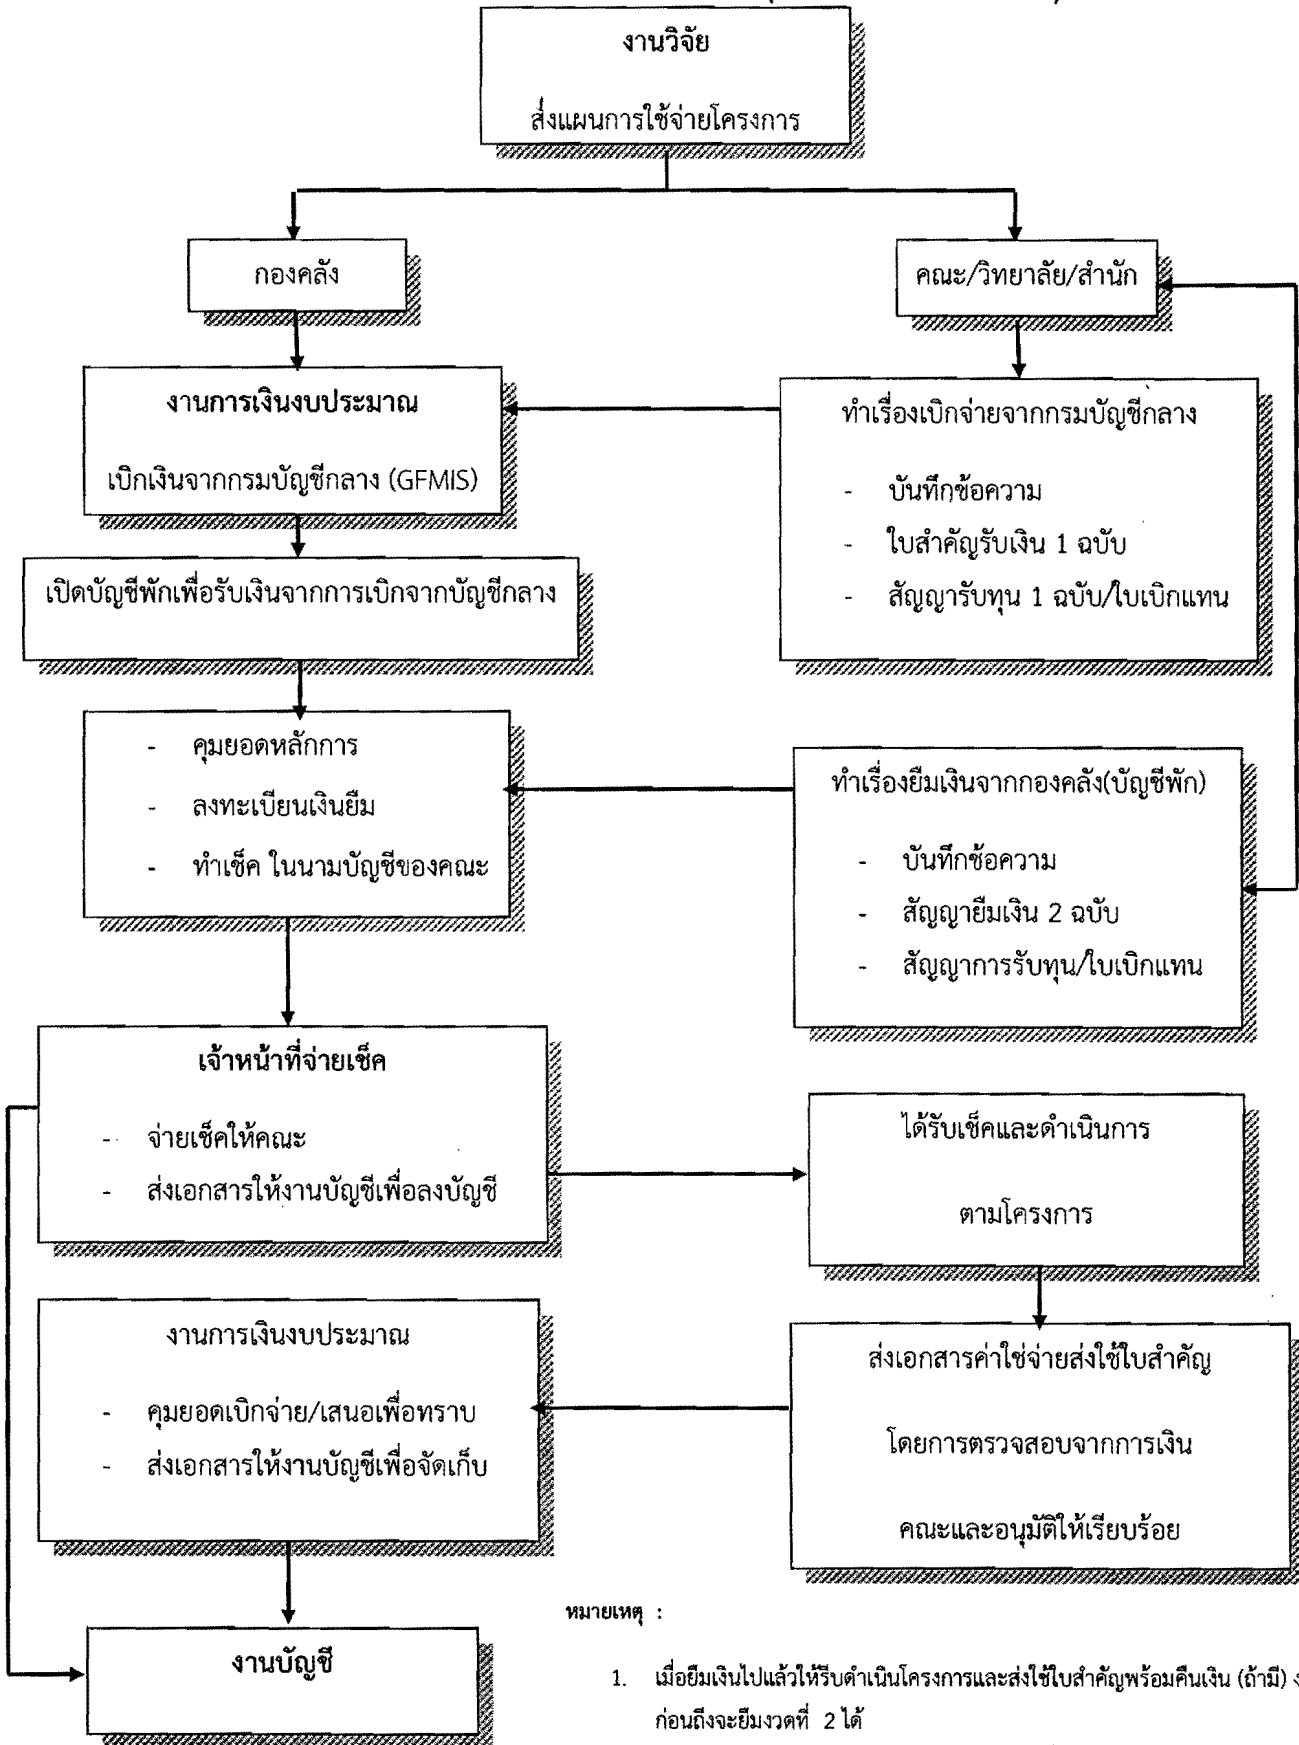 งานวิจัย
ส่งแผนการใช้จ่ายโครงการ
กองคลัง
คณะ/วิทยาลัย/สำนัก
งานการเงินงบประมาณ
เบิกเงินจากกรมบัญชีกลาง (GFMIS)
ทำเรื่องเบิกจ่ายจากกรมบัญชีกลาง
- บันทึกข้อความ
- ใบสำคัญรับเงิน 1 ฉบับ
- สัญญารับทุน 1 ฉบับ/ใบเบิกแทน
เปิดบัญชีพักเพื่อรับเงินจากการเบิกจากบัญชีกลาง
- คุมยอดหลักการ
- ลงทะเบียนเงินยืม
- ทำเช็ค ในนามบัญชีของคณะ
ทำเรื่องยืมเงินจากกองคลัง(บัญชีพัก)
- บันทึกข้อความ
- สัญญายืมเงิน 2 ฉบับ
- สัญญาการรับทุน/ใบเบิกแทน
เจ้าหน้าที่จ่ายเช็ค
- จ่ายเช็คให้คณะ
- ส่งเอกสารให้งานบัญชีเพื่อลงบัญชี
ได้รับเช็คและดำเนินการ
ตามโครงการ
งานการเงินงบประมาณ
- คุมยอดเบิกจ่าย/เสนอเพื่อทราบ
- ส่งเอกสารให้งานบัญชีเพื่อจัดเก็บ
ส่งเอกสารค่าใช่จ่ายส่งใช้ใบสำคัญ
โดยการตรวจสอบจากการเงิน
คณะและอนุมัติให้เรียบร้อย
งานบัญชี
หมายเหตุ :
1. เมื่อยืมเงินไปแล้วให้รีบดำเนินโครงการและส่งใช้ใบสำคัญพร้อมคืนเงิน (ถ้ามี)
ก่อนถึงจะยืมงวดที่ 2 ได้